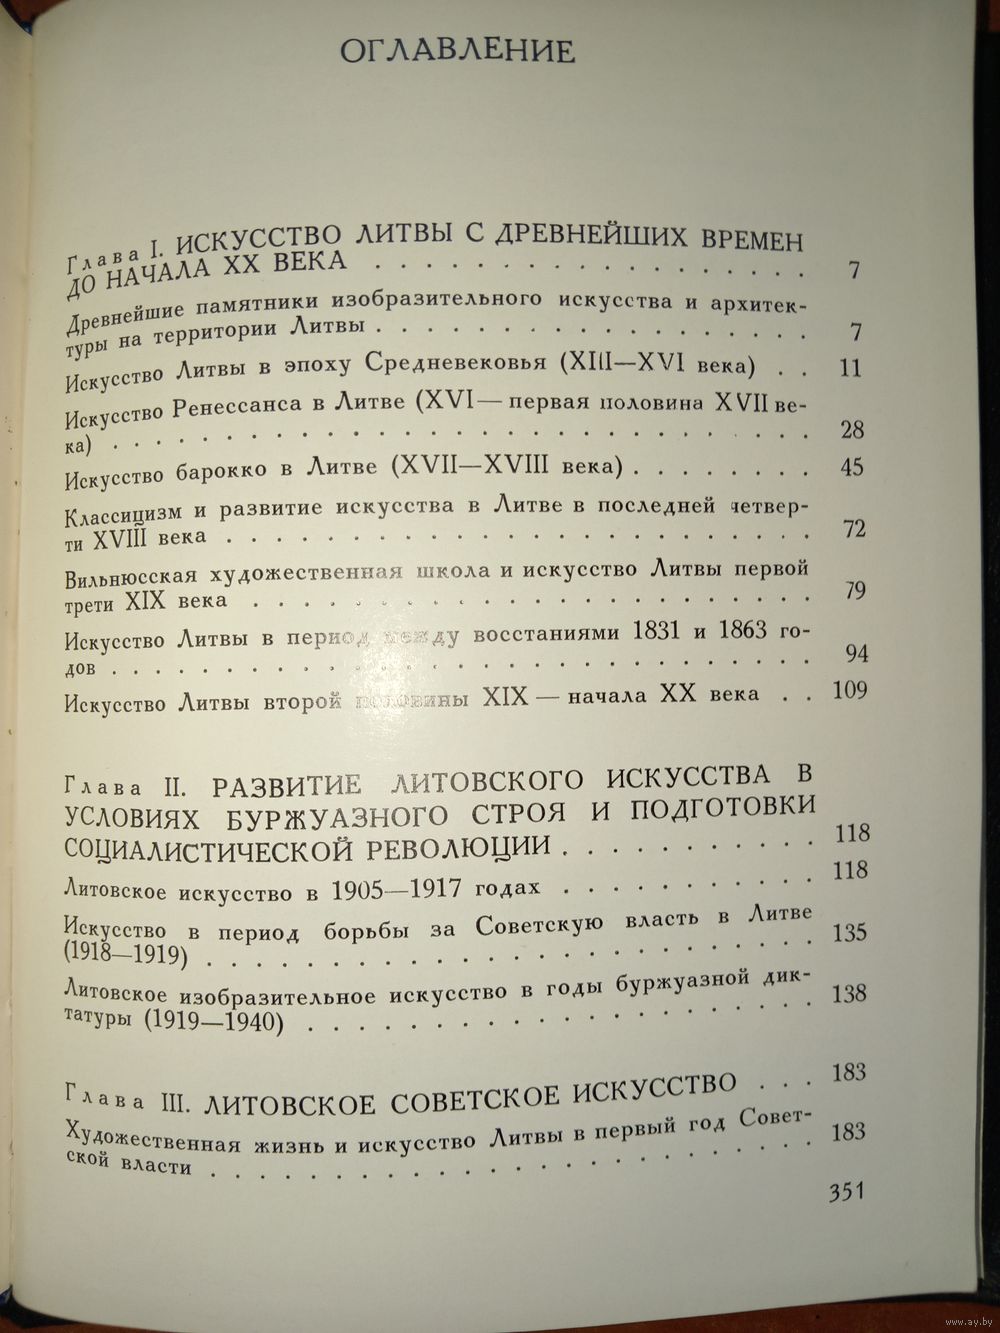 ОГЛАВЛЕНИЕ
Глава I. ИСКУССТВО ЛИТВЫ С ДРЕВНЕЙШИХ ВРЕМЕН
ДО НАЧАЛА XX ВЕКА . . . . . . . . . . . . . . . . . . 7
Древнейшие памятники изобразительного искусства и архитек-
туры на территории Литвы . . . . . . . . . . . . . . . . . 7
Искусство Литвы в эпоху Средневековья (XIII—XVI века) . . 11
Искусство Ренессанса в Литве (XVI—первая половина XVII ве-
ка) . . . . . . . . . . . . . . . . . . . . . . . . . . . 28
Искусство барокко в Литве (XVII—XVIII века) . . . . . . . . 45
Классицизм и развитие искусства в Литве в последней четвер-
ти XVIII века . . . . . . . . . . . . . . . . . . . . . . . 72
Вильнюсская художественная школа и искусство Литвы первой
трети XIX века . . . . . . . . . . . . . . . . . . . . . . 79
Искусство Литвы в период между восстаниями 1831 и 1863 го-
дов . . . . . . . . . . . . . . . . . . . . . . . . . . . 94
Искусство Литвы второй половины XIX—начала XX века . . 109
Глава II. РАЗВИТИЕ ЛИТОВСКОГО ИСКУССТВА В
УСЛОВИЯХ БУРЖУАЗНОГО СТРОЯ И ПОДГОТОВКИ
СОЦИАЛИСТИЧЕСКОЙ РЕВОЛЮЦИИ . . . . . . . . . . . 118
Литовское искусство в 1905—1917 годах . . . . . . . . . . . 118
Искусство в период борьбы за Советскую власть в Литве
(1918—1919) . . . . . . . . . . . . . . . . . . . . . . . 135
Литовское изобразительное искусство в годы буржуазной дик-
татуры (1919—1940) . . . . . . . . . . . . . . . . . . . 138
Глава III. ЛИТОВСКОЕ СОВЕТСКОЕ ИСКУССТВО . . . 183
Художественная жизнь и искусство Литвы в первый год Совет-
ской власти . . . . . . . . . . . . . . . . . . . . . . . 183
351
www.ay.by